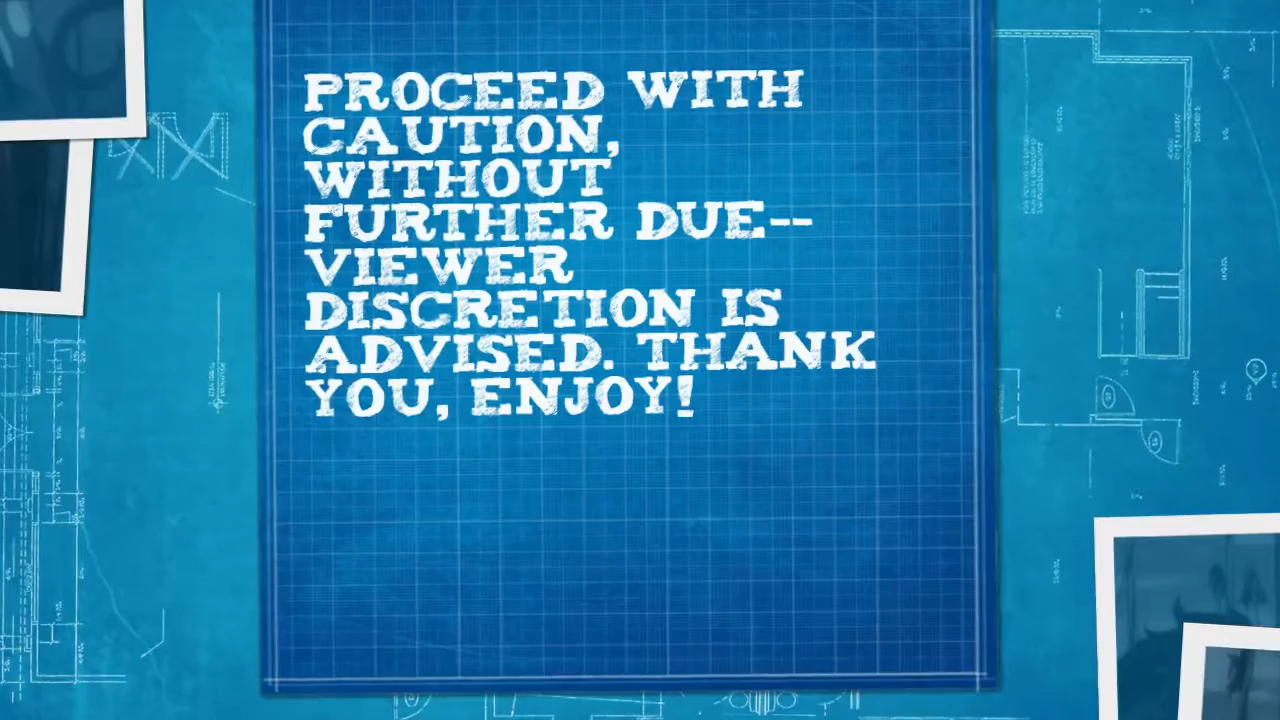 PROCEED WITH
CAUTION,
WITHOUT
FURTHER DUE--
VIEWER
DISCRETION IS
ADVISED. THANK
YOU, ENJOY!